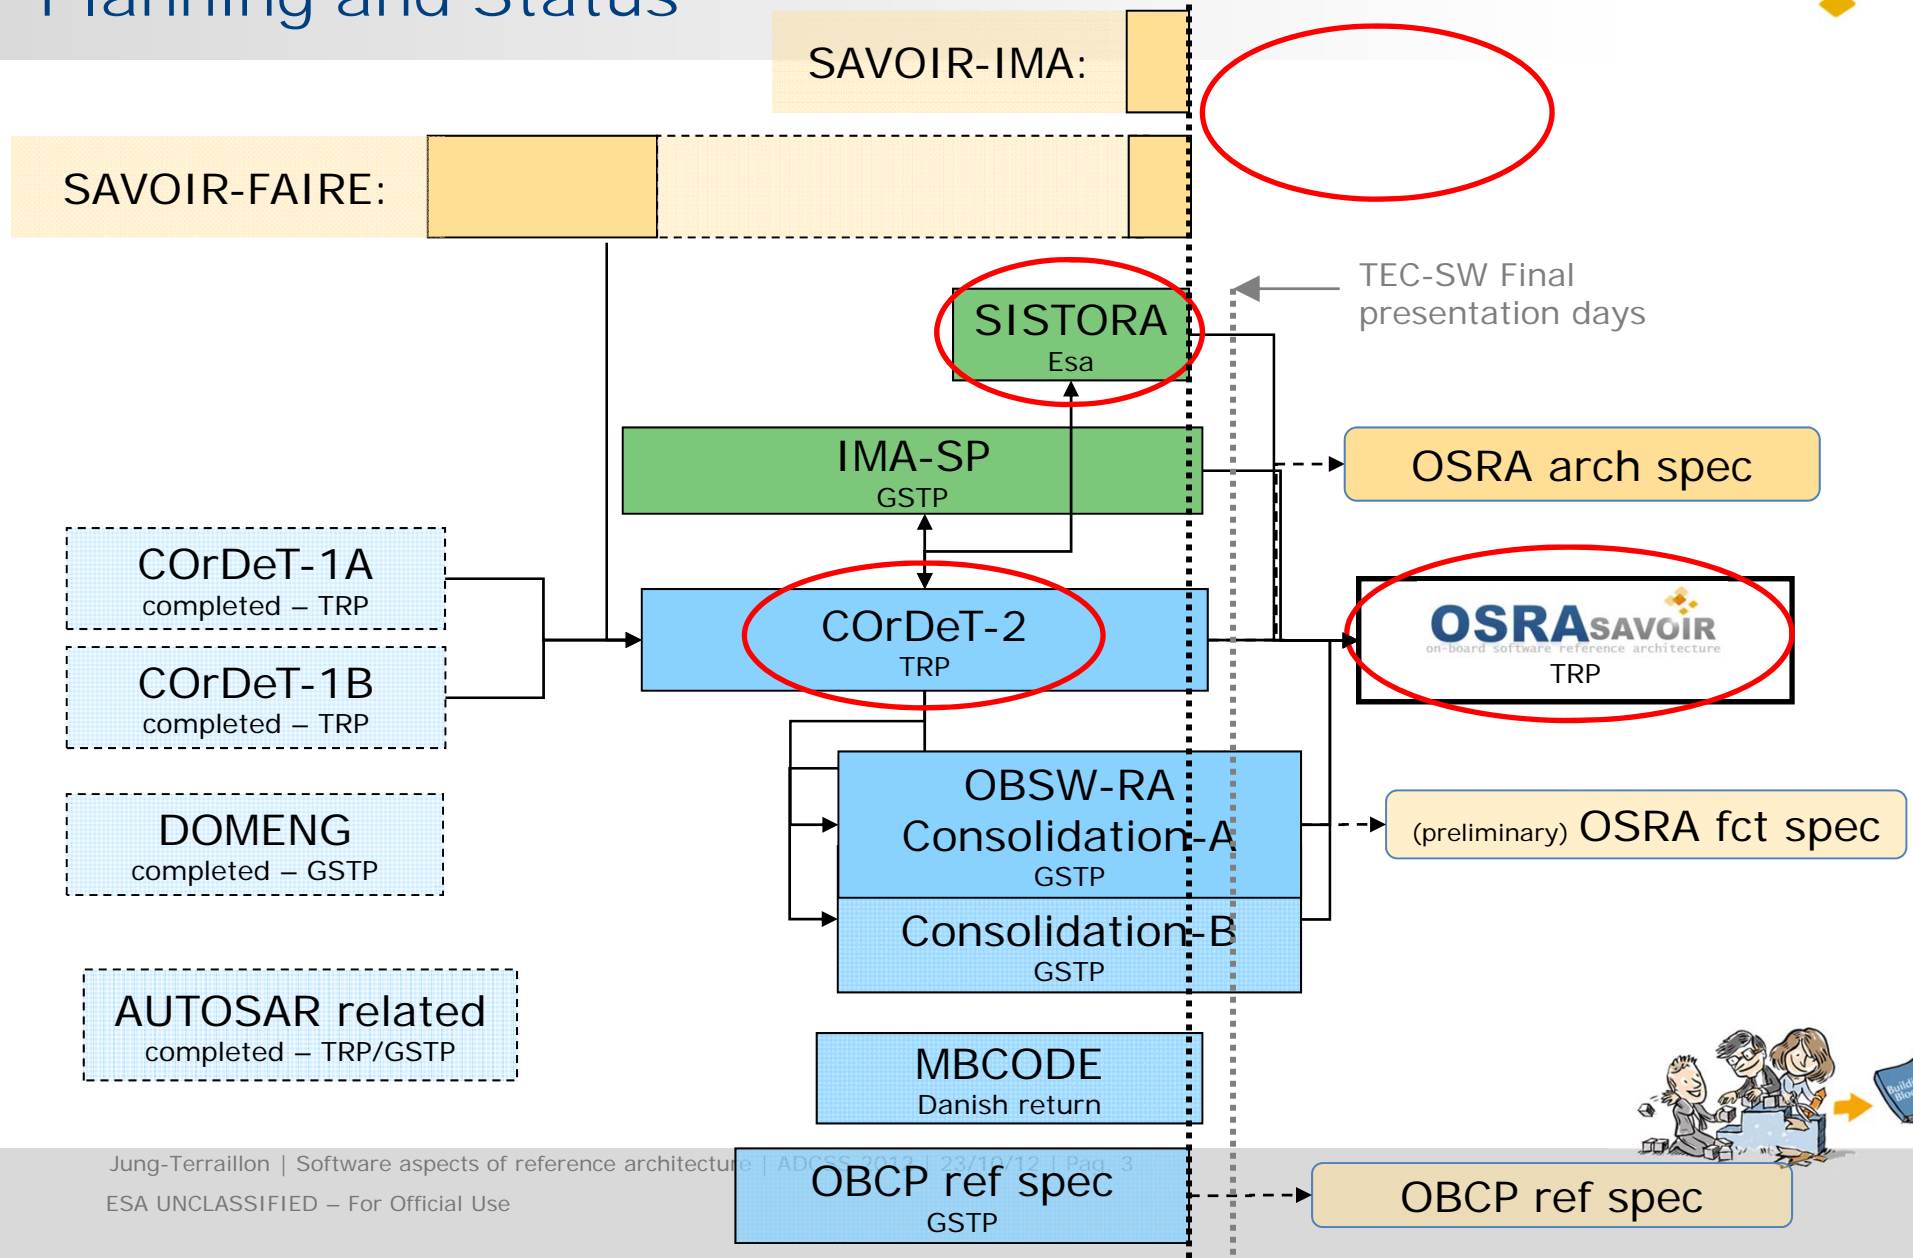 Planning and Status
SAVOIR-IMA:
SAVOIR-FAIRE:
TEC-SW Final
presentation days
SISTORA
Esa
IMA-SP
GSTP
OSRA arch spec
COrDeT-1A
completed – TRP
COrDeT-2
TRP
OSRA SAVOIR
on-board software reference architecture
TRP
COrDeT-1B
completed – TRP
OBSW-RA
Consolidation-A
GSTP
(preliminary) OSRA fct spec
DOMENG
completed – GSTP
Consolidation-B
GSTP
AUTOSAR related
completed – TRP/GSTP
MBCODE
Danish return
Building
Blocks
Jung-Terraillon | Software aspects of reference architecture | ADCSS 2012 | 23/10/12 | Pag. 3
ESA UNCLASSIFIED – For Official Use
OBCP ref spec
GSTP
OBCP ref spec